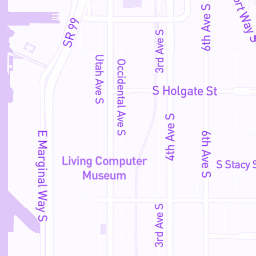 SR 99
3rd Ave S
6th Ave S
Utah Ave S
Occidental Ave S
S Holgate St
4th Ave S
6th Ave S
E Marginal Way S
Living Computer
Museum
S Stacy S
3rd Ave S